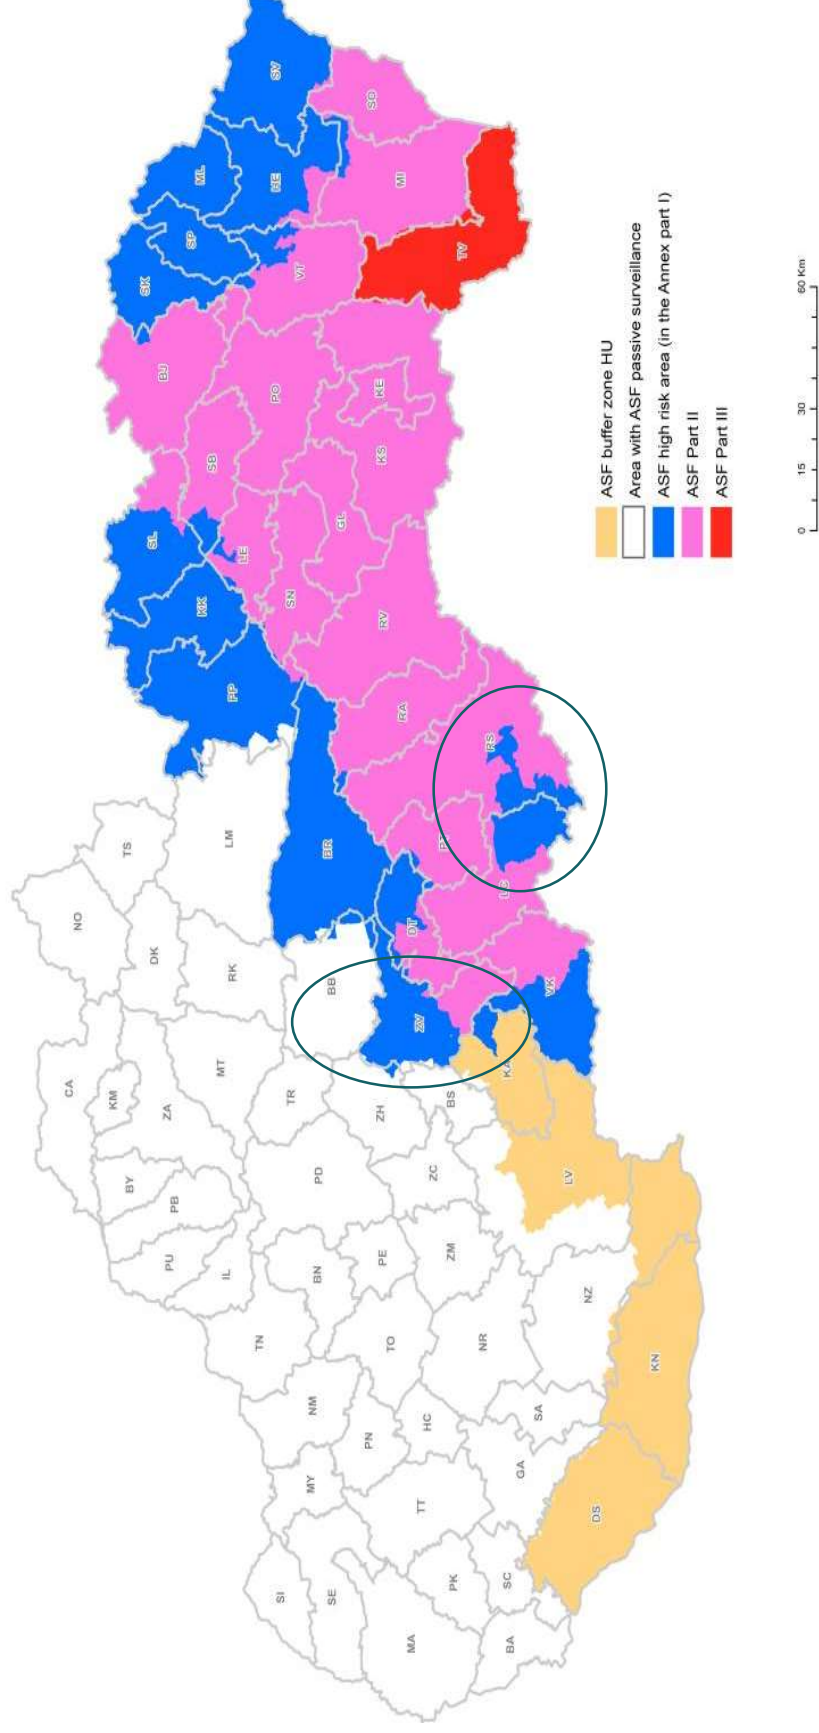 CA
NO
KM
TS
BY
DK
SK
SL
BJ
PU
ZA
PB
SP
KK
ML
SB
MT
IL
RK
LM
PP
LE
TN
PO
HE
SV
SI
TR
SN
VT
MY
NM
BN
PD
SE
BB
BR
GL
PN
SO
KE
PE
ZH
KS
RV
TO
MI
RA
MA
DT
TT
ZV
HC
ZC
ZM
BS
PK
TV
NR
RS
LC
SC
KA
BA
GA
SA
VK
LV
NZ
DS
KN
ASF buffer zone HU
Area with ASF passive surveillance
ASF high risk area (in the Annex part I)
ASF Part II
ASF Part III
0 15 30 60 Km